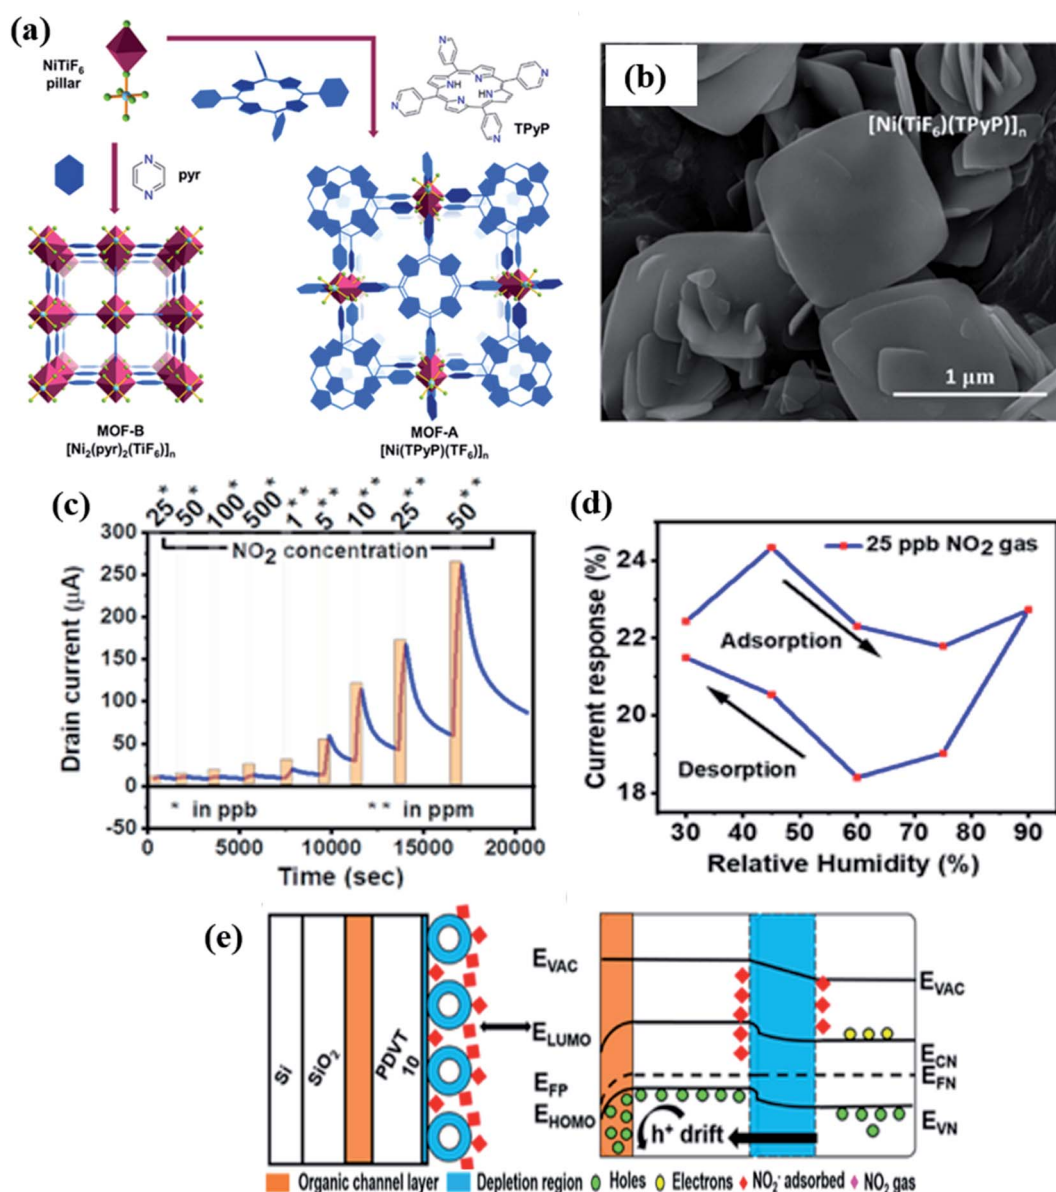 (a)
NiTiF6
pillar
NH
N
HN
N
N
N
N
N
TPyP
N
N
pyr
MOF-B
[Ni2(pyr)2(TiF6)]n
MOF-A
[Ni(TPyP)(TF6)]n
(b)
[Ni(TiF6)(TPyP)]n
1 μm
(c)
25* 50* 100* 500* 1** 5** 10** 25** 50**
NO2 concentration
Drain current (μA)
300
250
200
150
100
50
0
-50
* in ppb
** in ppm
0 5000 10000 15000 20000
Time (sec)
(d)
25 ppb NO2 gas
Current response (%)
24
22
20
18
Adsorption
Desorption
30 40 50 60 70 80 90
Relative Humidity (%)
(e)
Si
SiO2
PDVT
10
EVAC
ELUMO
EFP
EHOMO
h+ drift
EVAC
ECN
EFN
EVN
Organic channel layer
Depletion region
Holes
Electrons
NO2- adsorbed
NO2 gas